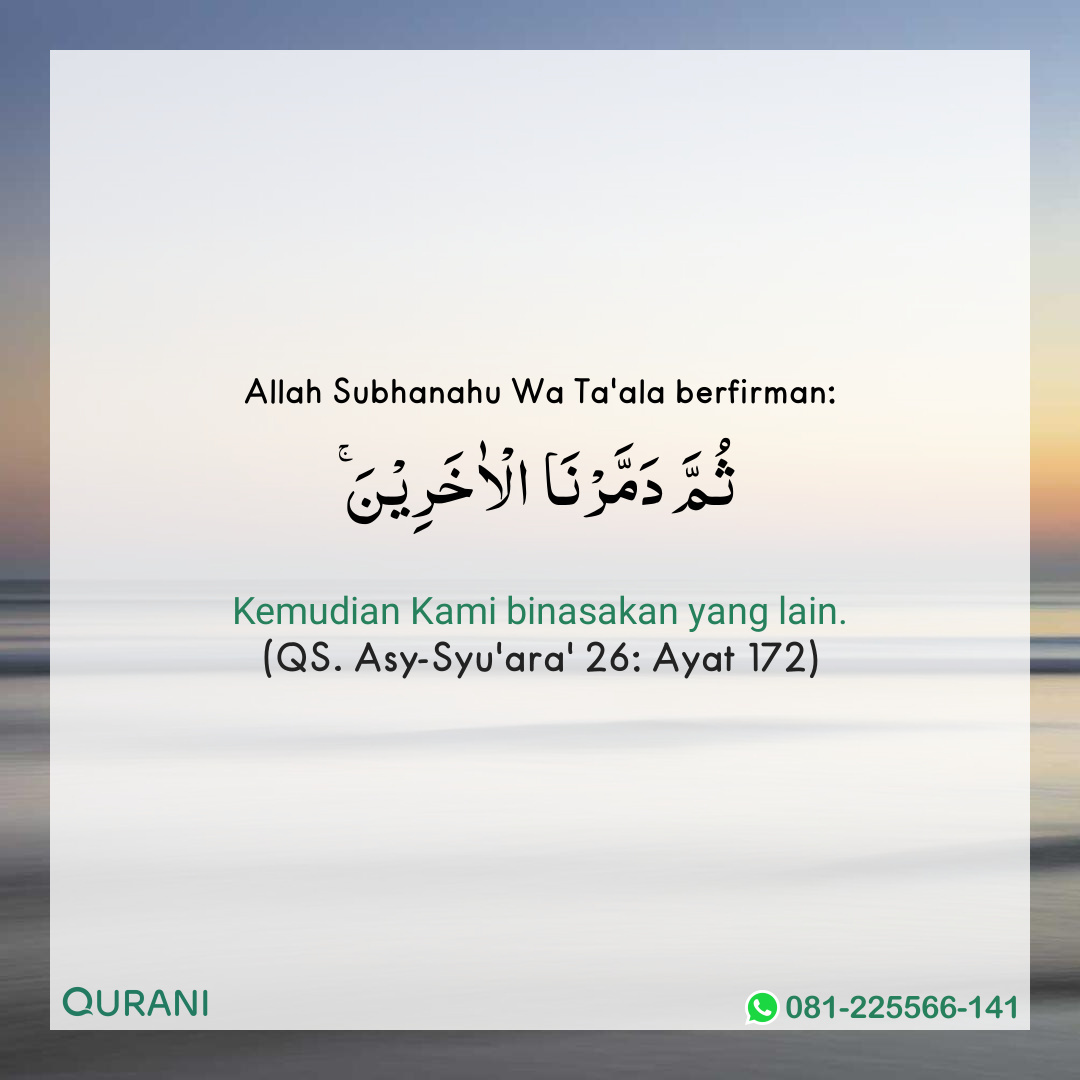 Allah Subhanahu Wa Ta'ala berfirman:
ثُمَّ دَمَّرْنَا الْاٰخَرِيْنَ ۚ
Kemudian Kami binasakan yang lain.
(QS. Asy-Syu'ara' 26: Ayat 172)
QURANI
081-225566-141